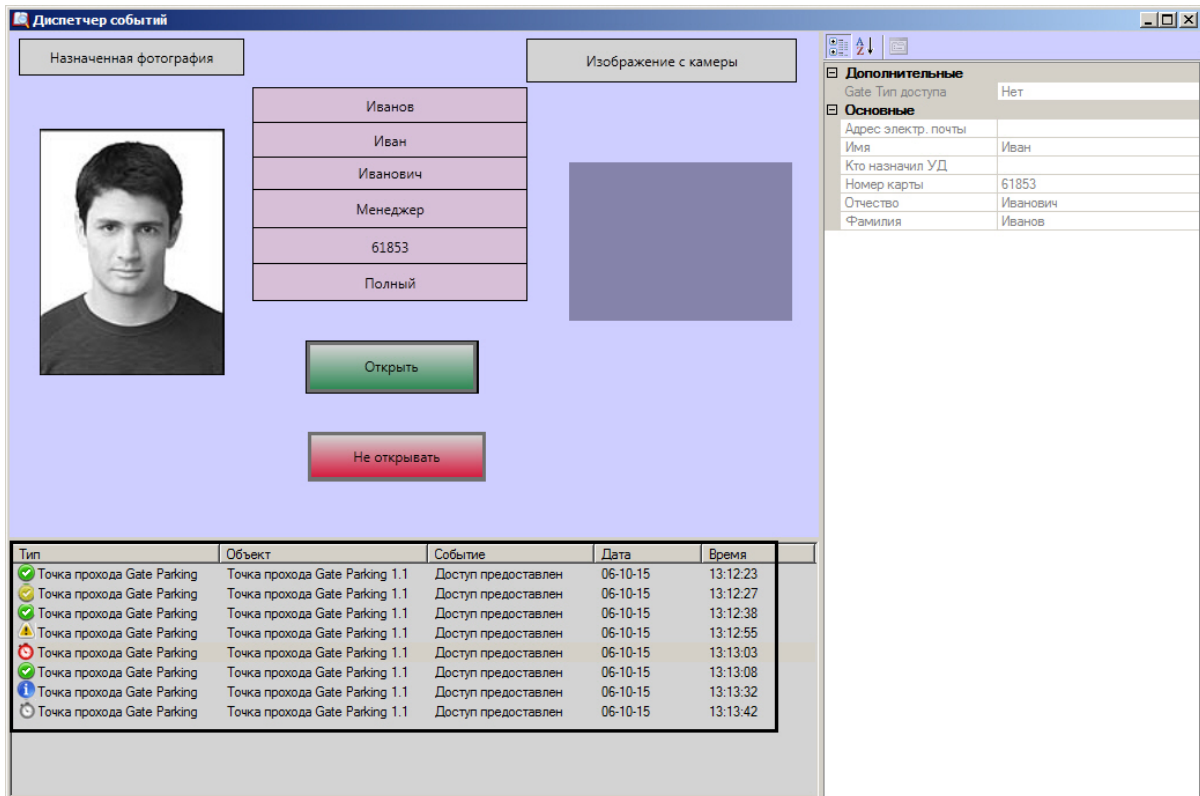 Диспетчер событий
Назначенная фотография
Изображение с камеры
Иванов
Иван
Иванович
Менеджер
61853
Полный
Открыть
Не открывать
Тип Объект Событие Дата Время
Точка прохода Gate Parking Точка прохода Gate Parking 1.1 Доступ предоставлен 06-10-15 13:12:23
Точка прохода Gate Parking Точка прохода Gate Parking 1.1 Доступ предоставлен 06-10-15 13:12:27
Точка прохода Gate Parking Точка прохода Gate Parking 1.1 Доступ предоставлен 06-10-15 13:12:38
Точка прохода Gate Parking Точка прохода Gate Parking 1.1 Доступ предоставлен 06-10-15 13:12:55
Точка прохода Gate Parking Точка прохода Gate Parking 1.1 Доступ предоставлен 06-10-15 13:13:03
Точка прохода Gate Parking Точка прохода Gate Parking 1.1 Доступ предоставлен 06-10-15 13:13:08
Точка прохода Gate Parking Точка прохода Gate Parking 1.1 Доступ предоставлен 06-10-15 13:13:32
Точка прохода Gate Parking Точка прохода Gate Parking 1.1 Доступ предоставлен 06-10-15 13:13:42
Дополнительные
Gate Тип доступа Нет
Основные
Адрес электр. почты
Имя Иван
Кто назначил УД
Номер карты 61853
Отчество Иванович
Фамилия Иванов